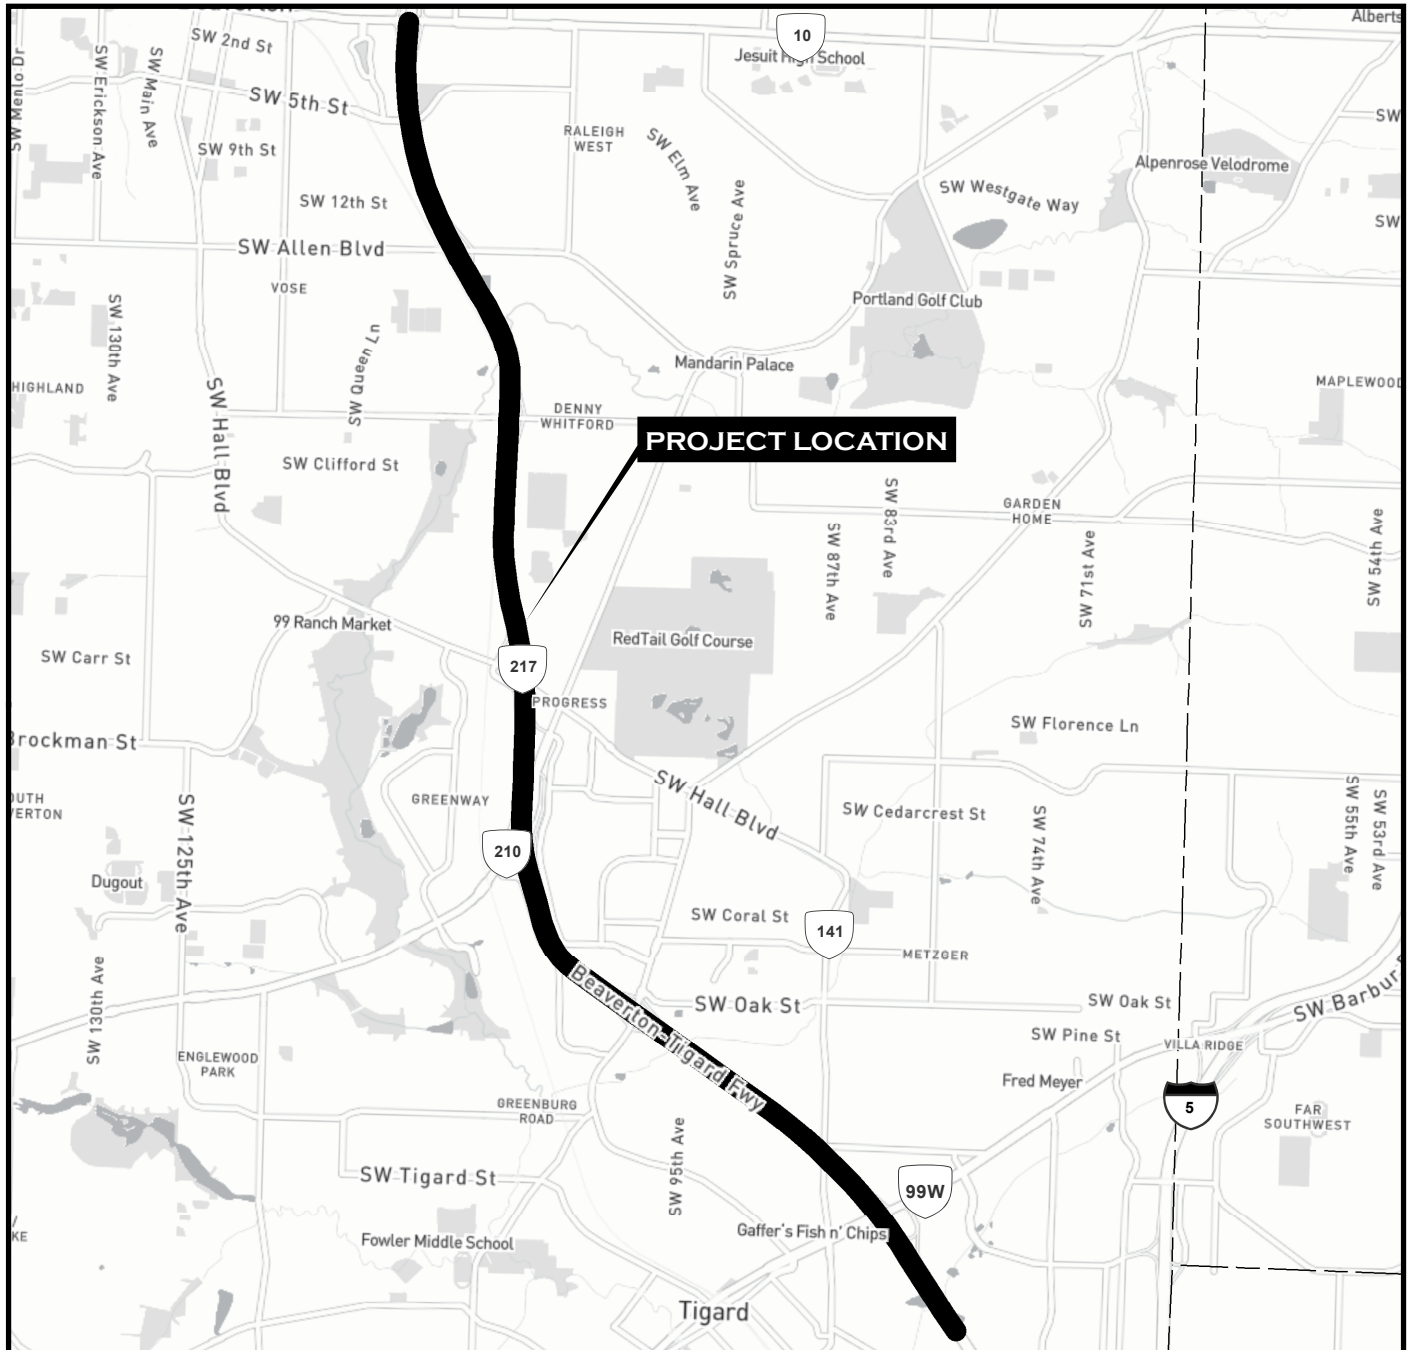 Beaverton
Alberts
SW 2nd St
10
Jesuit High School
SW Menlo Dr
SW Erickson Ave
SW Main Ave
SW 5th St
SW
RALEIGH
WEST
SW Elm Ave
SW 9th St
Alpenrose Velodrome
SW Westgate Way
SW 12th St
SW Spruce Ave
SW
SW Allen Blvd
VOSE
Portland Golf Club
SW 130th Ave
SW Queen Ln
Mandarin Palace
HIGHLAND
MAPLEWOOD
SW Hall Blvd
DENNY
WHITFORD
PROJECT LOCATION
SW Clifford St
SW 83rd Ave
GARDEN
HOME
SW 87th Ave
SW 71st Ave
SW 54th Ave
99 Ranch Market
RedTail Golf Course
SW Carr St
217
PROGRESS
SW Florence Ln
Brockman St
SW Hall Blvd
GREENWAY
OUTH
VERTON
SW Cedarcrest St
SW 74th Ave
SW 55th Ave
SW 53rd Ave
SW 125th Ave
210
Dugout
SW Coral St
141
METZGER
SW 130th Ave
Beaverton-Tigard Fwy
SW Oak St
SW Oak St
SW Barbur
SW Pine St
VILLA RIDGE
ENGLEWOOD
PARK
Fred Meyer
5
GREENBURG
ROAD
FAR
SOUTHWEST
SW 95th Ave
SW Tigard St
99W
KE
Gaffer's Fish n' Chips
Fowler Middle School
Tigard